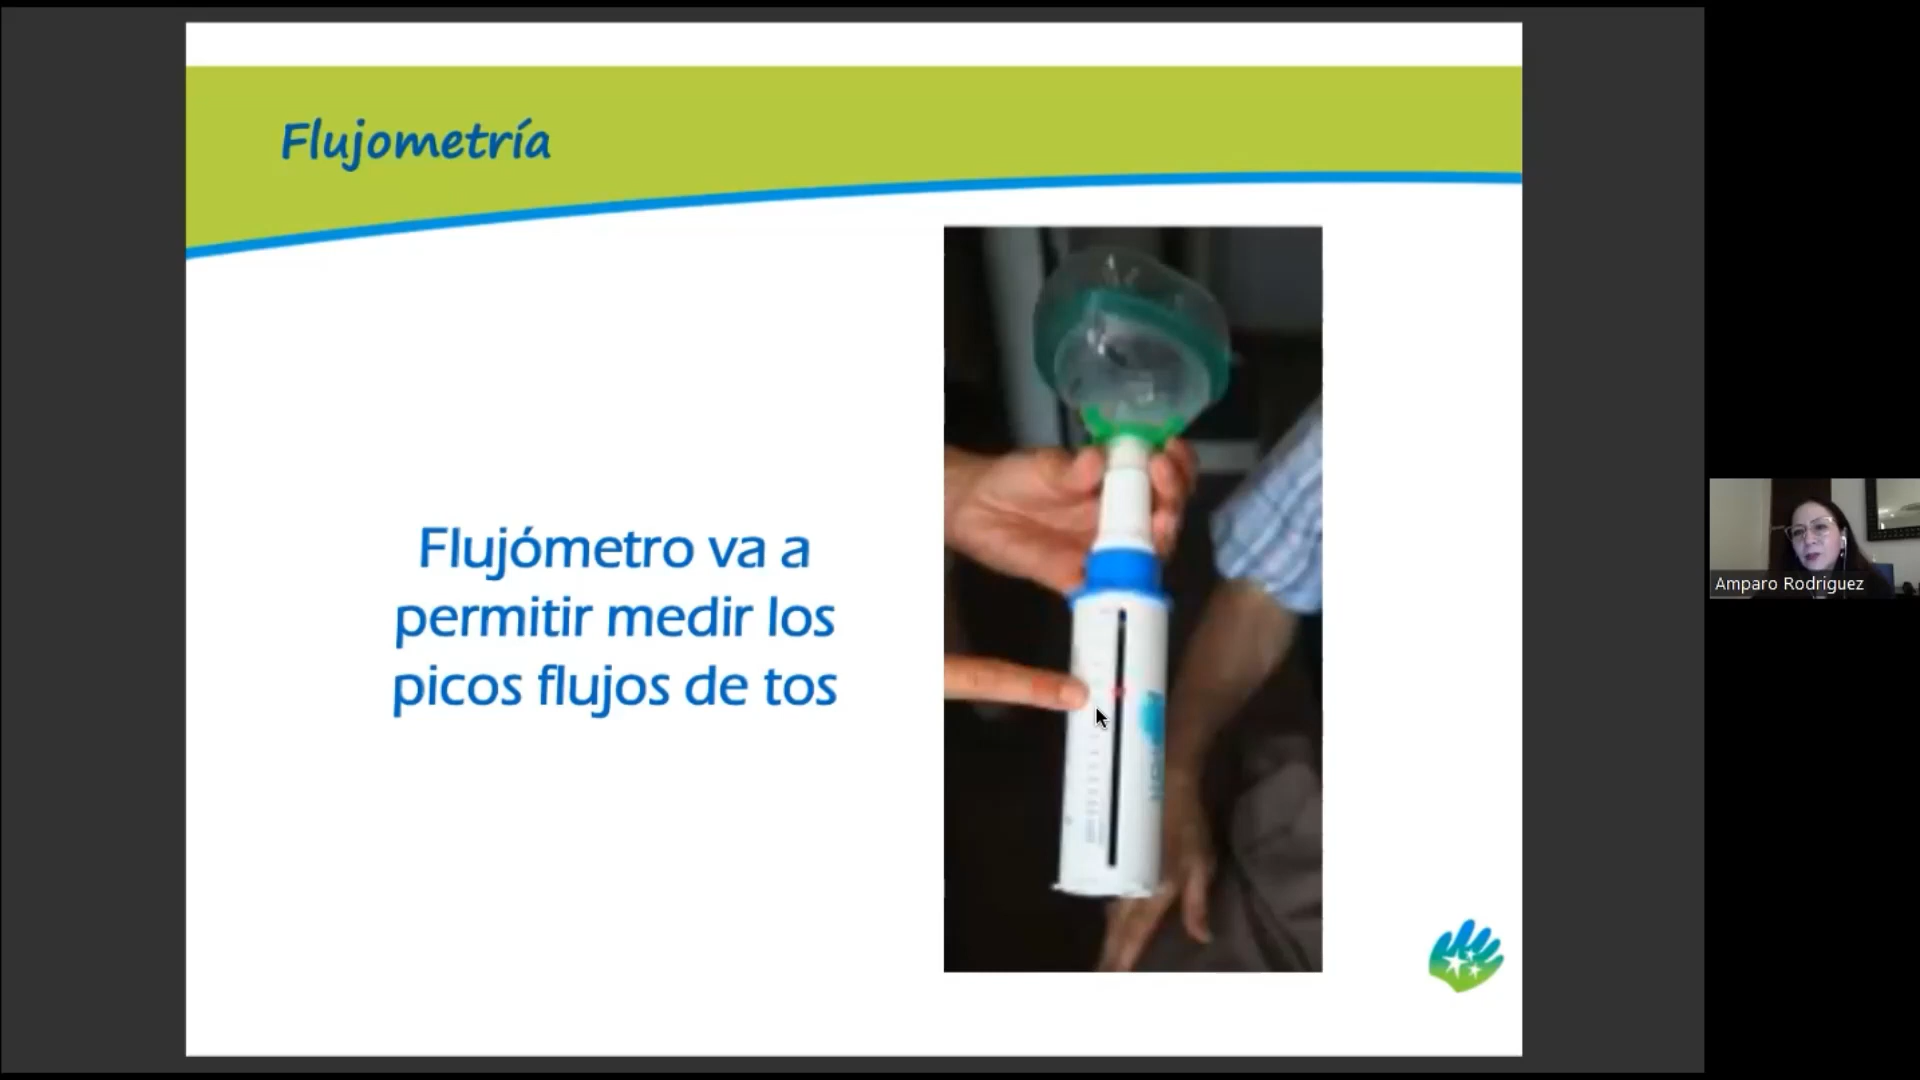 Flujometría
Flujómetro va a
permitir medir los
picos flujos de tos
Amparo Rodriguez